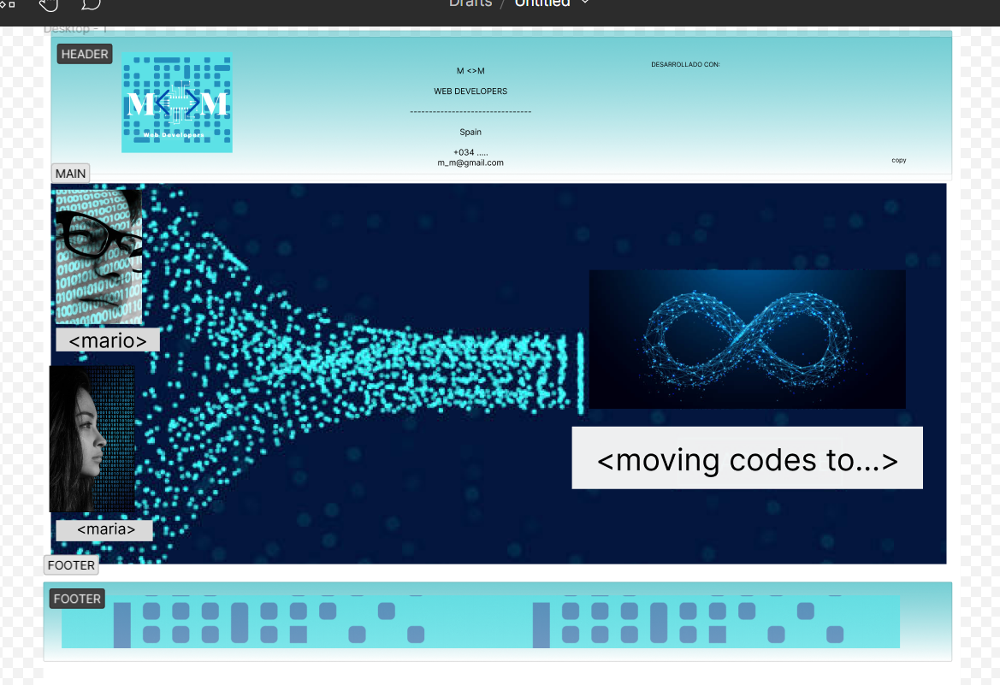 Drafts / Untitled
Desktop - 1
HEADER
M<>M
Web Developers
M <>M
WEB DEVELOPERS
--------------------------------
Spain
+034 .....
m_m@gmail.com
DESARROLLADO CON:
copy
MAIN
<mario>
<maria>
<moving codes to...>
FOOTER
FOOTER